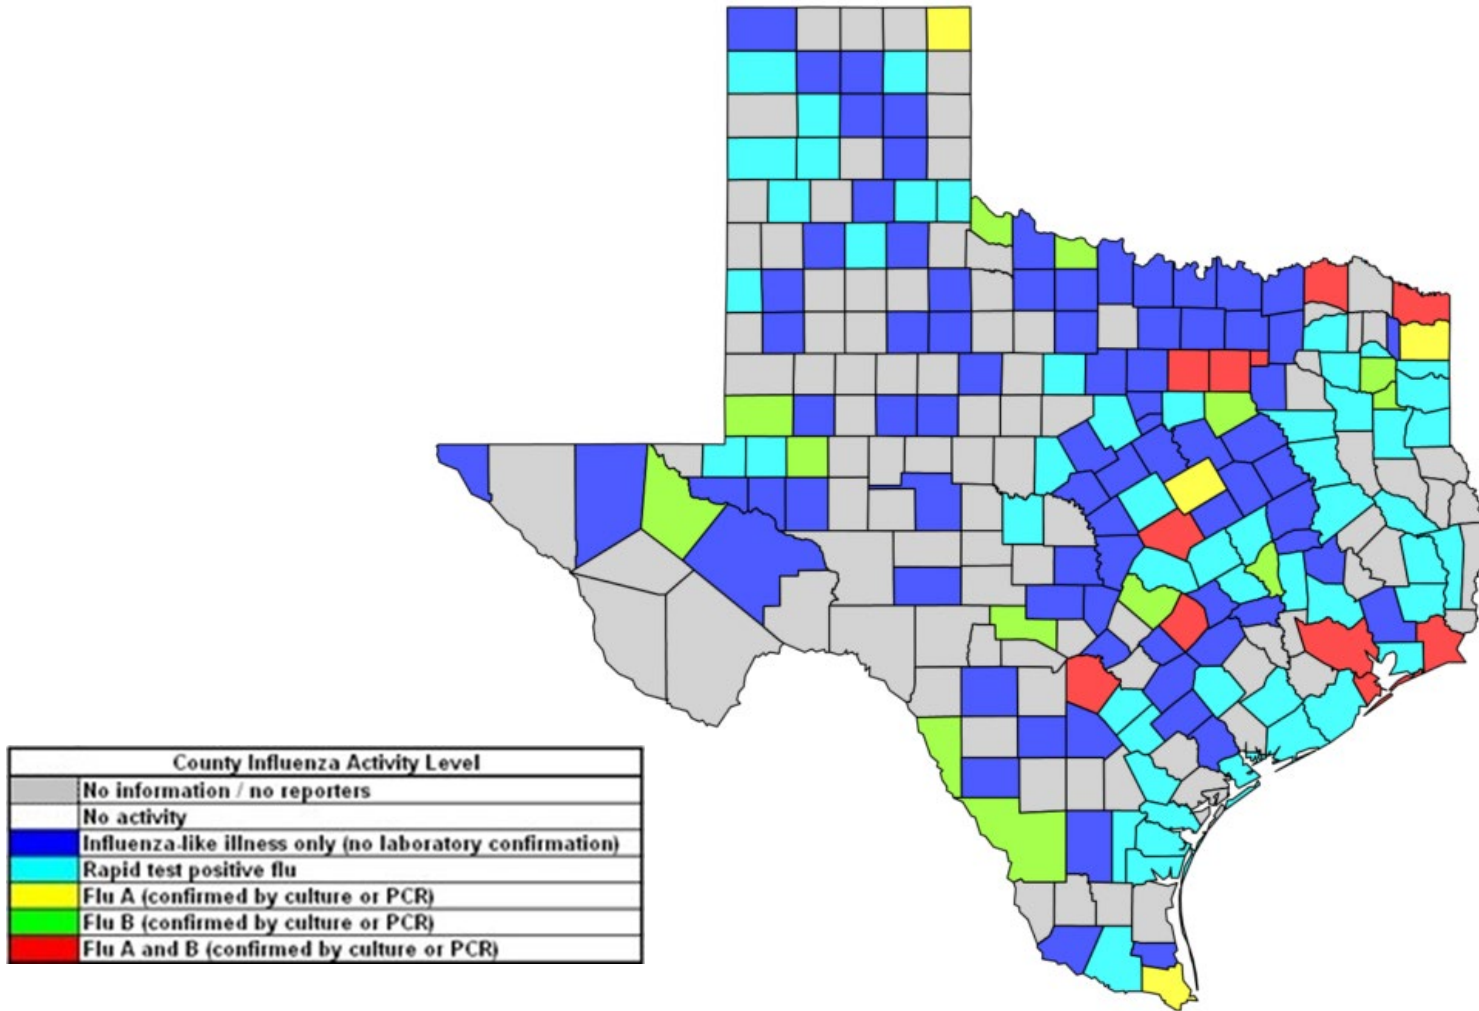 County Influenza Activity Level
No information / no reporters
No activity
Influenza-like illness only (no laboratory confirmation)
Rapid test positive flu
Flu A (confirmed by culture or PCR)
Flu B (confirmed by culture or PCR)
Flu A and B (confirmed by culture or PCR)